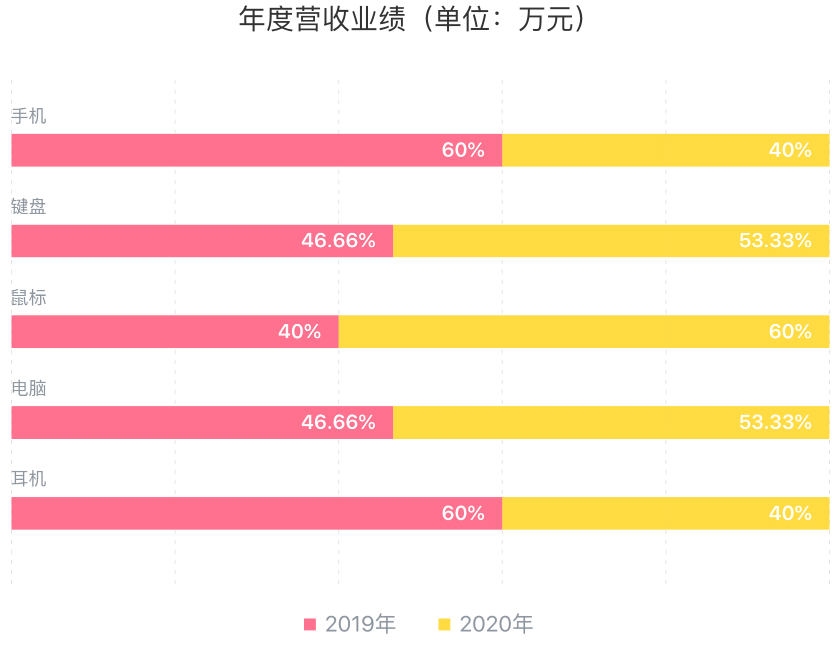 年度营收业绩（单位：万元）
手机
60% 40%
键盘
46.66% 53.33%
鼠标
40% 60%
电脑
46.66% 53.33%
耳机
60% 40%
2019年 2020年